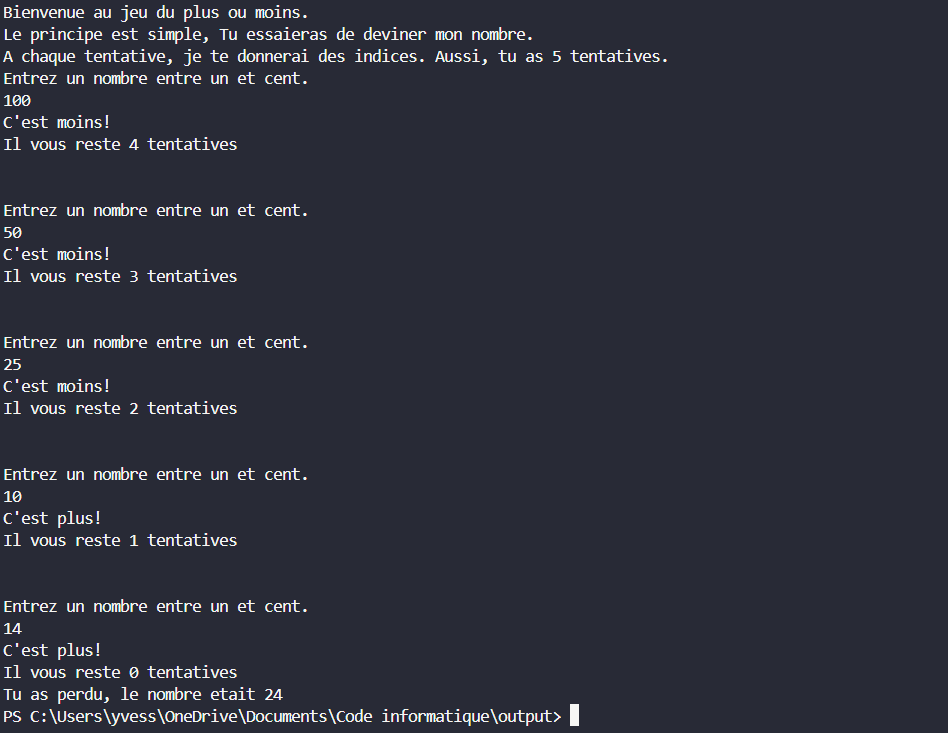 Bienvenue au jeu du plus ou moins.
Le principe est simple, Tu essaieras de deviner mon nombre.
A chaque tentative, je te donnerai des indices. Aussi, tu as 5 tentatives.
Entrez un nombre entre un et cent.
100
C'est moins!
Il vous reste 4 tentatives
Entrez un nombre entre un et cent.
50
C'est moins!
Il vous reste 3 tentatives
Entrez un nombre entre un et cent.
25
C'est moins!
Il vous reste 2 tentatives
Entrez un nombre entre un et cent.
10
C'est plus!
Il vous reste 1 tentatives
Entrez un nombre entre un et cent.
14
C'est plus!
Il vous reste 0 tentatives
Tu as perdu, le nombre etait 24
PS C:\Users\yvess\OneDrive\Documents\Code informatique\output>